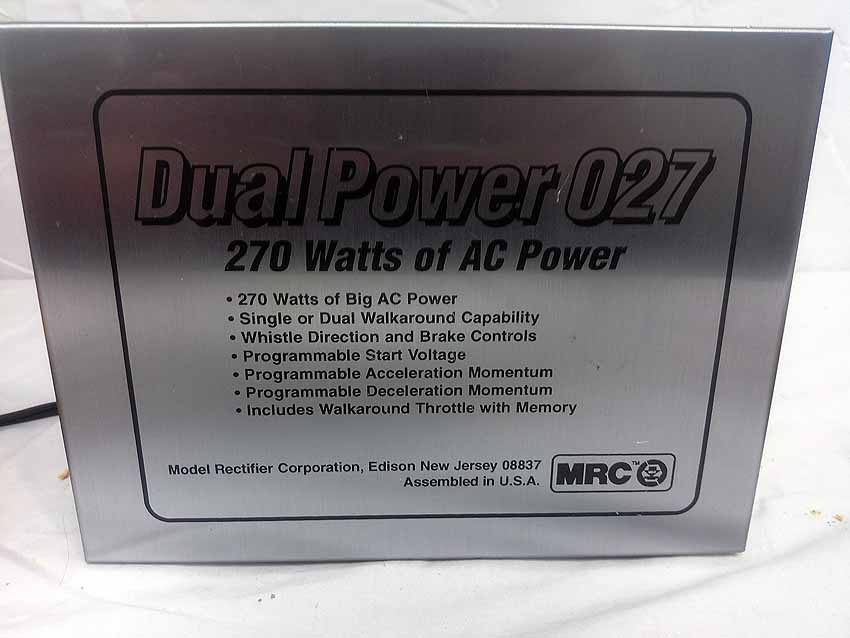 Dual Power 027
270 Watts of AC Power
• 270 Watts of Big AC Power
• Single or Dual Walkaround Capability
• Whistle Direction and Brake Controls
• Programmable Start Voltage
• Programmable Acceleration Momentum
• Programmable Deceleration Momentum
• Includes Walkaround Throttle with Memory
Model Rectifier Corporation, Edison New Jersey 08837
Assembled in U.S.A.
MRC™